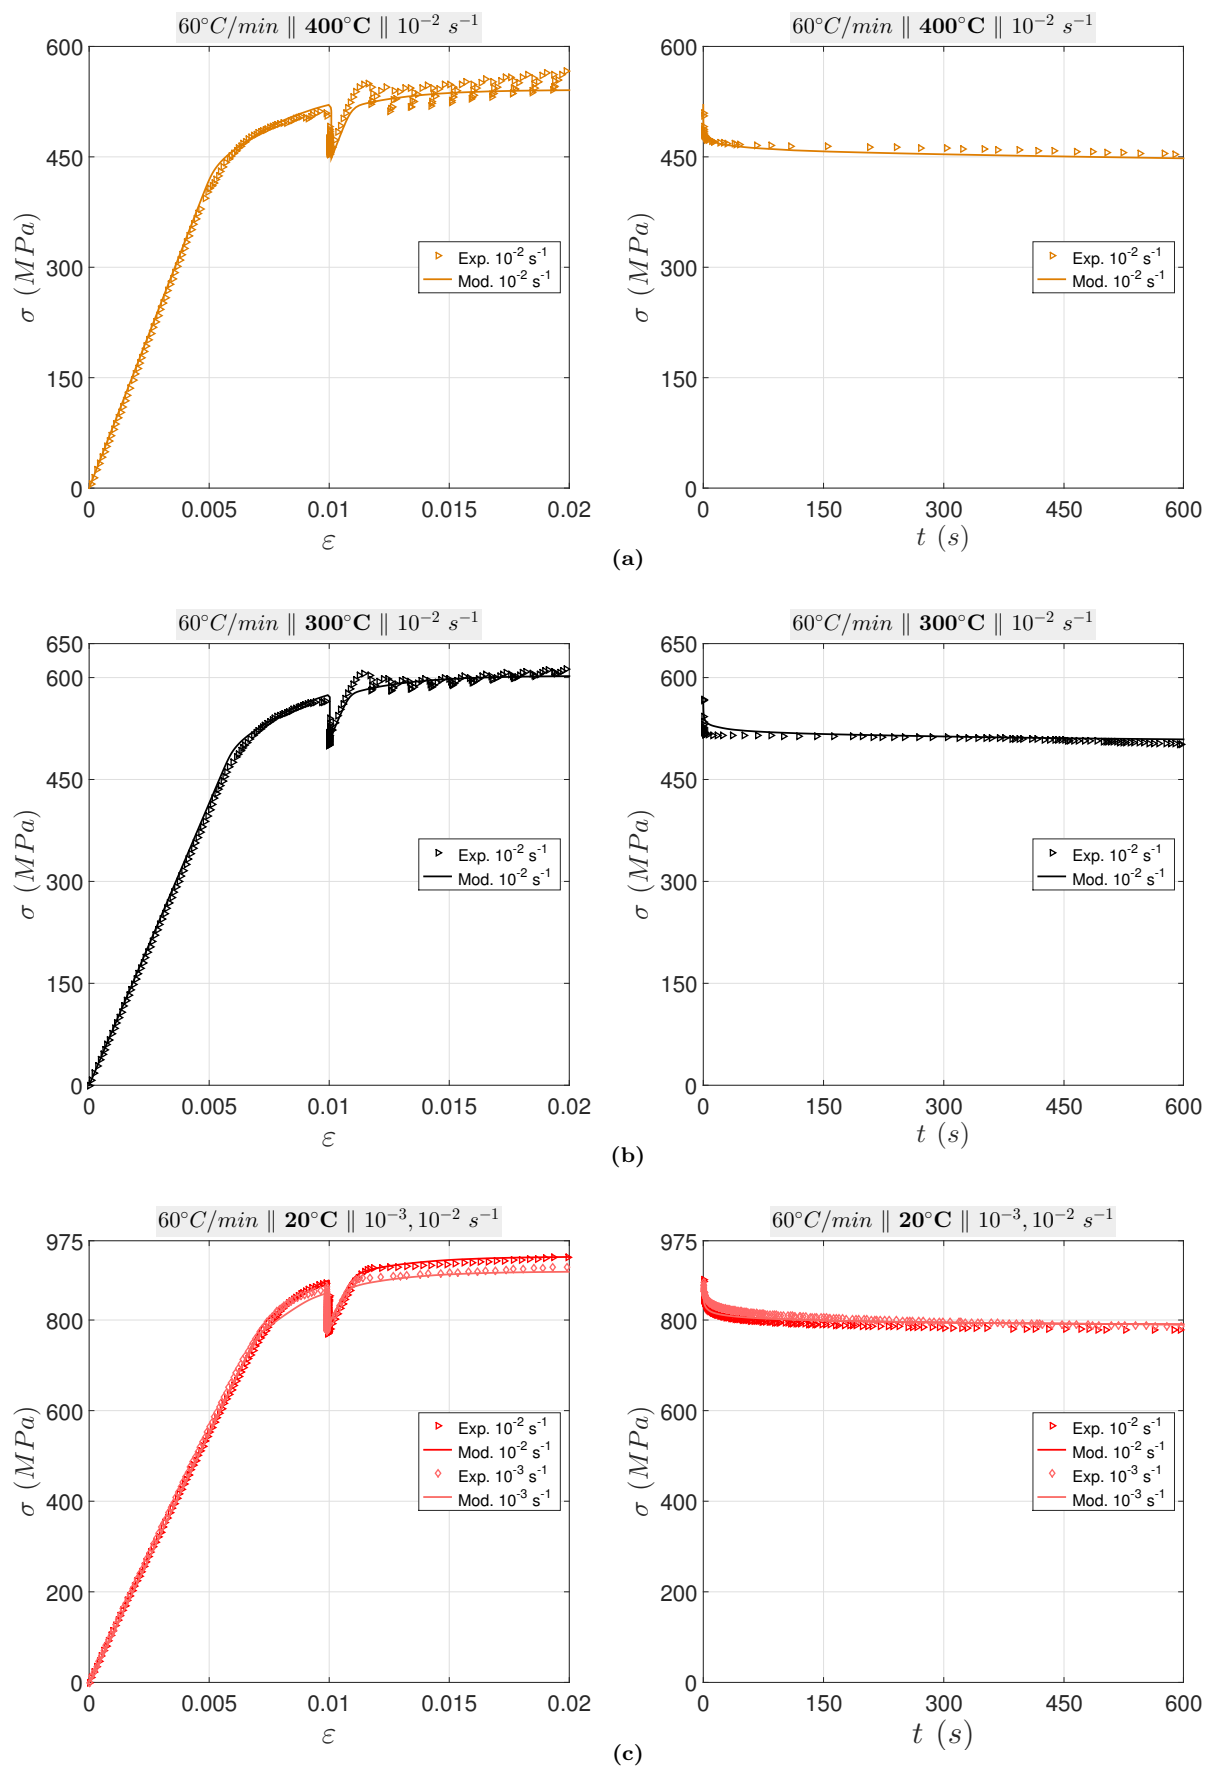 60°C/min ∥ 400°C ∥ 10⁻² s⁻¹
600
450
300
150
0
σ (MPa)
Exp. 10⁻² s⁻¹
Mod. 10⁻² s⁻¹
0 0.005 0.01 0.015 0.02
ε
60°C/min ∥ 400°C ∥ 10⁻² s⁻¹
600
450
300
150
0
σ (MPa)
Exp. 10⁻² s⁻¹
Mod. 10⁻² s⁻¹
0 150 300 450 600
t (s)
(a)
60°C/min ∥ 300°C ∥ 10⁻² s⁻¹
650
600
450
300
150
0
σ (MPa)
Exp. 10⁻² s⁻¹
Mod. 10⁻² s⁻¹
0 0.005 0.01 0.015 0.02
ε
60°C/min ∥ 300°C ∥ 10⁻² s⁻¹
650
600
450
300
150
0
σ (MPa)
Exp. 10⁻² s⁻¹
Mod. 10⁻² s⁻¹
0 150 300 450 600
t (s)
(b)
60°C/min ∥ 20°C ∥ 10⁻³, 10⁻² s⁻¹
975
800
600
400
200
0
σ (MPa)
Exp. 10⁻² s⁻¹
Mod. 10⁻² s⁻¹
Exp. 10⁻³ s⁻¹
Mod. 10⁻³ s⁻¹
0 0.005 0.01 0.015 0.02
ε
60°C/min ∥ 20°C ∥ 10⁻³, 10⁻² s⁻¹
975
800
600
400
200
0
σ (MPa)
Exp. 10⁻² s⁻¹
Mod. 10⁻² s⁻¹
Exp. 10⁻³ s⁻¹
Mod. 10⁻³ s⁻¹
0 150 300 450 600
t (s)
(c)